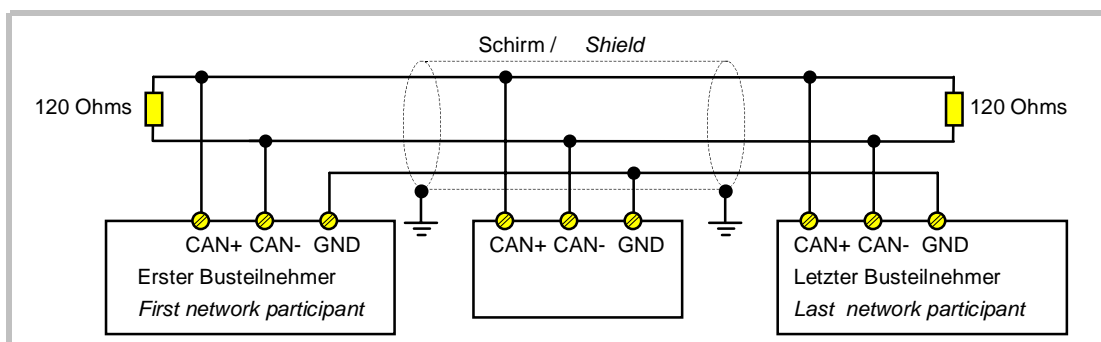 Schirm / Shield
120 Ohms
120 Ohms
CAN+ CAN- GND
CAN+ CAN- GND
CAN+ CAN- GND
Erster Busteilnehmer
First network participant
Letzter Busteilnehmer
Last network participant